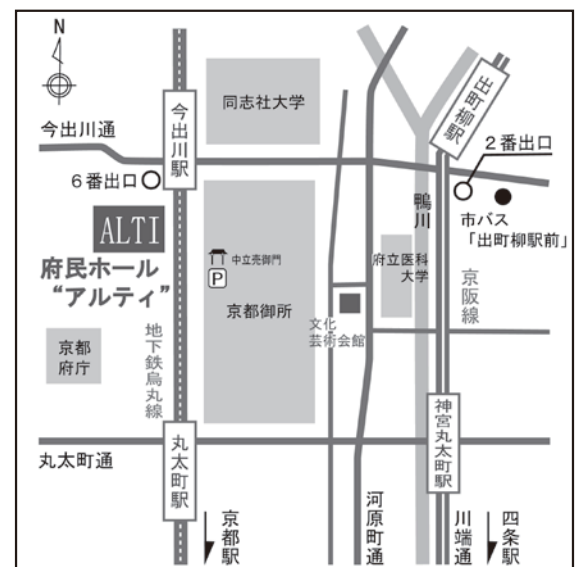 N
同志社大学
出町柳駅
今出川駅
今出川通
2番出口
6番出口
鴨川
市バス
「出町柳駅前」
ALTI
府民ホール
“アルティ”
中立売御門
P
京都御所
府立医科
大学
京阪線
文化
芸術会館
京都
府庁
地下鉄烏丸線
神宮丸太町駅
丸太町通
丸太町駅
京都駅
河原町通
川端通
四条駅